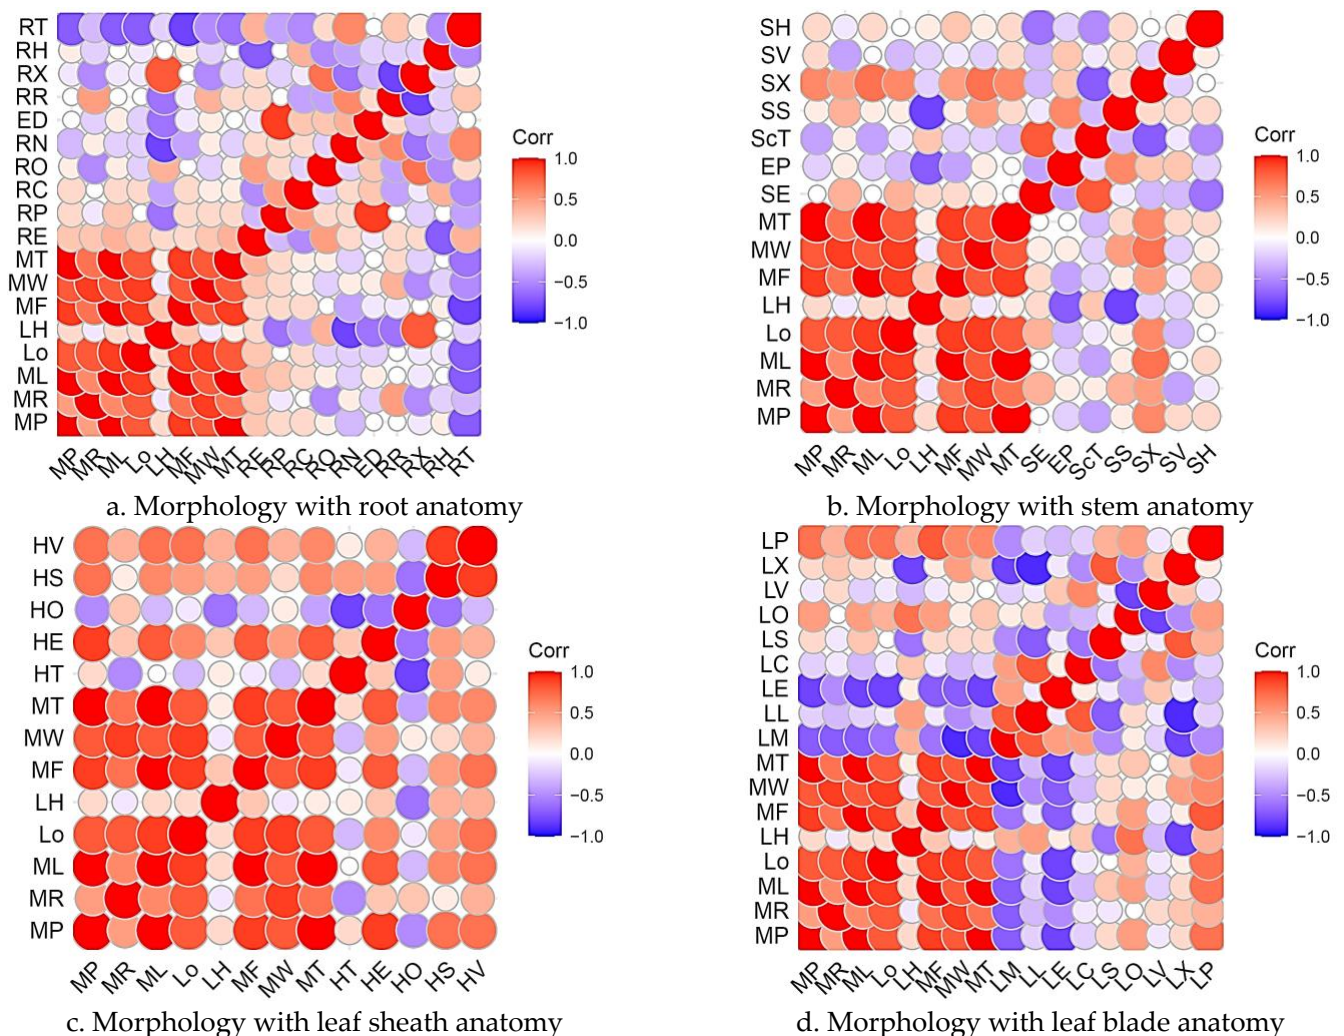 RT
RH
RX
RR
ED
RN
RO
RC
RP
RE
MT
MW
MF
LH
Lo
ML
MR
MP
MP MR ML Lo LH MF MW MT RE RP RC RO RN ED RR RX RH RT
Corr
1.0
0.5
0.0
−0.5
−1.0
a. Morphology with root anatomy
SH
SV
SX
SS
ScT
EP
SE
MT
MW
MF
LH
Lo
ML
MR
MP
MP MR ML Lo LH MF MW MT SE EP ScT SS SX SV SH
Corr
1.0
0.5
0.0
−0.5
−1.0
b. Morphology with stem anatomy
HV
HS
HO
HE
HT
MT
MW
MF
LH
Lo
ML
MR
MP
MP MR ML Lo LH MF MW MT HT HE HO HS HV
Corr
1.0
0.5
0.0
−0.5
−1.0
c. Morphology with leaf sheath anatomy
LP
LX
LV
LO
LS
LC
LE
LL
LM
MT
MW
MF
LH
Lo
ML
MR
MP
MP MR ML Lo LH MF MW MT LM LL LE LC LS LO LV LX LP
Corr
1.0
0.5
0.0
−0.5
−1.0
d. Morphology with leaf blade anatomy